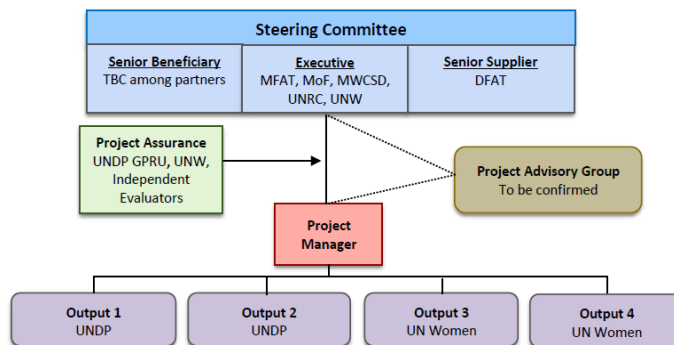 Steering Committee
Senior Beneficiary
TBC among partners
Executive
MFAT, MoF, MWCSD,
UNRC, UNW
Senior Supplier
DFAT
Project Assurance
UNDP GPRU, UNW,
Independent
Evaluators
Project Advisory Group
To be confirmed
Project
Manager
Output 1
UNDP
Output 2
UNDP
Output 3
UN Women
Output 4
UN Women